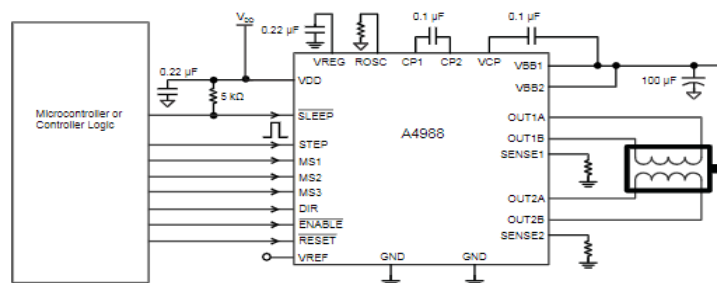 V_DD
0.22 µF
0.1 µF
0.1 µF
0.22 µF
5 kΩ
100 µF
Microcontroller or
Controller Logic
VREG
ROSC
CP1
CP2
VCP
VDD
SLEEP
STEP
MS1
MS2
MS3
DIR
ENABLE
RESET
VREF
A4988
VBB1
VBB2
OUT1A
OUT1B
SENSE1
OUT2A
OUT2B
SENSE2
GND
GND